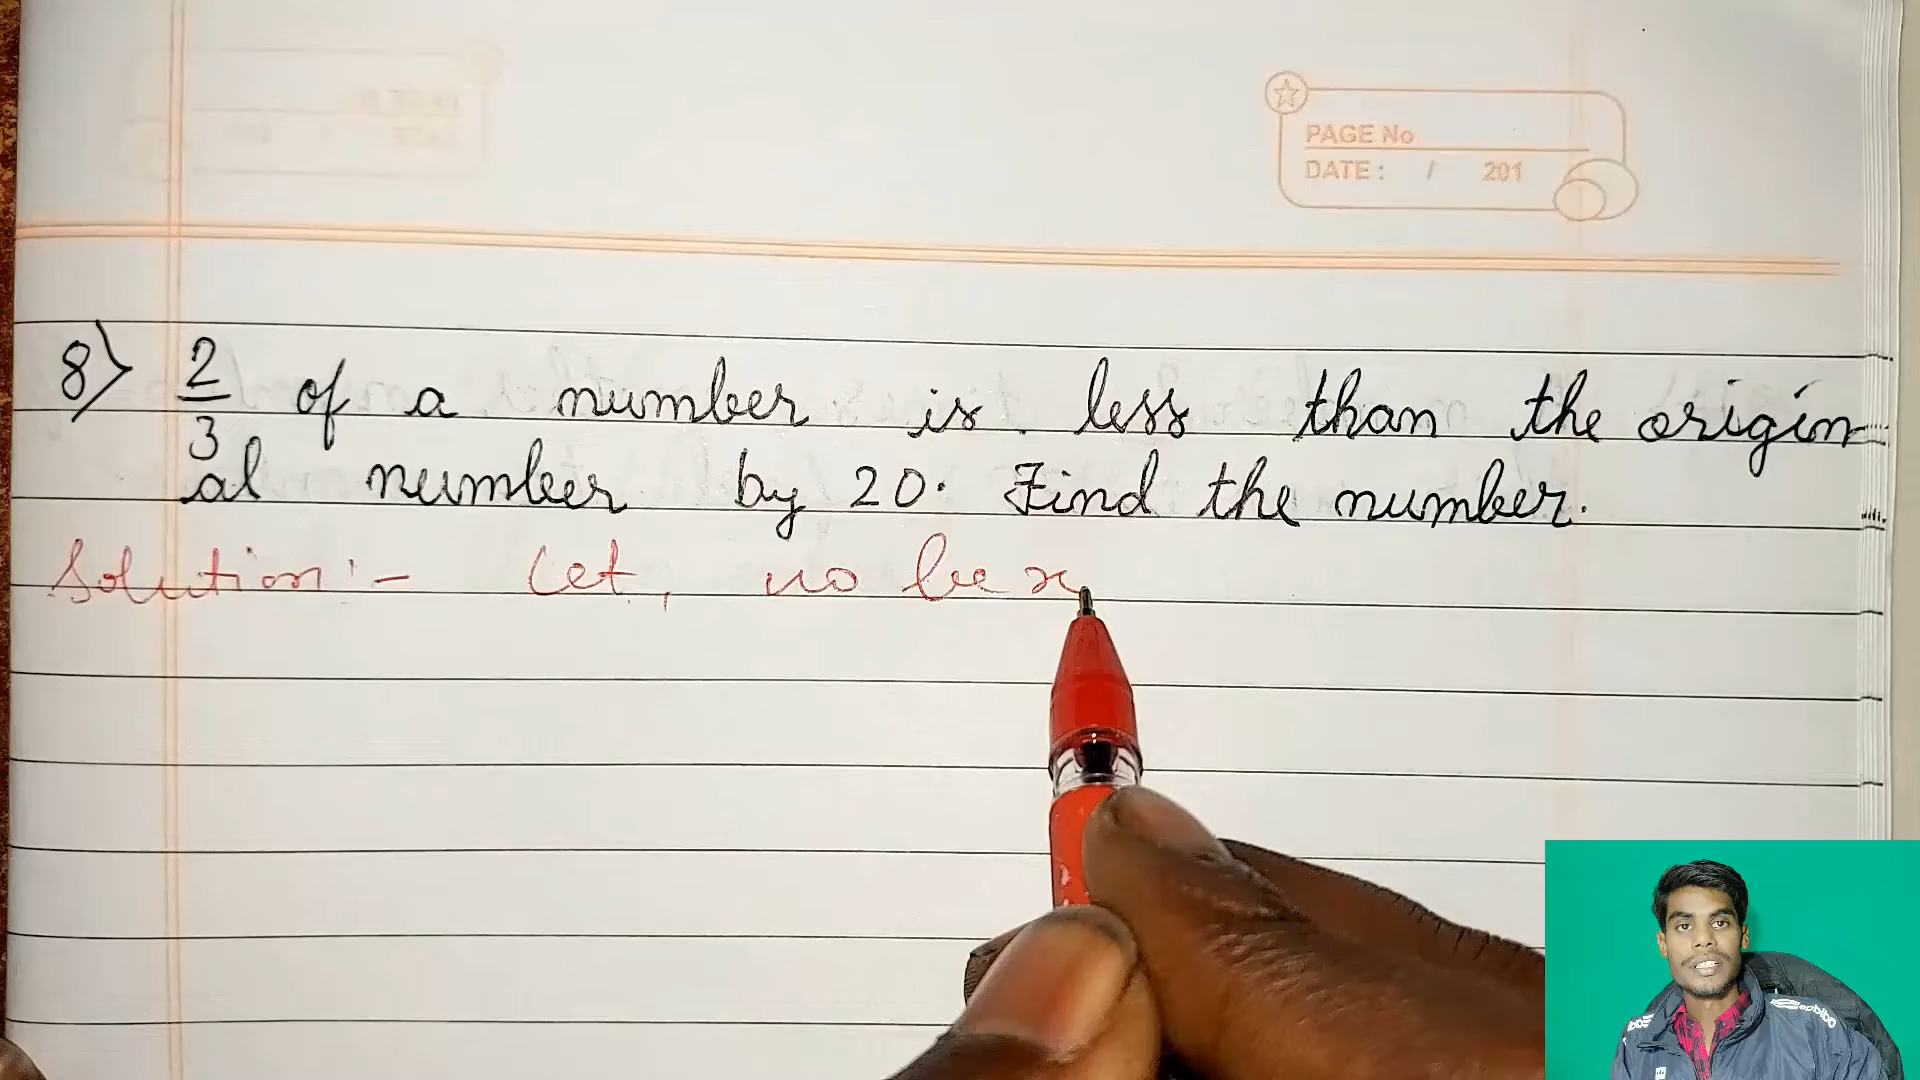 PAGE No
DATE : / 201
8) 2/3 of a number is less than the origin-
al number by 20. Find the number.
Solution:- Let, no be x